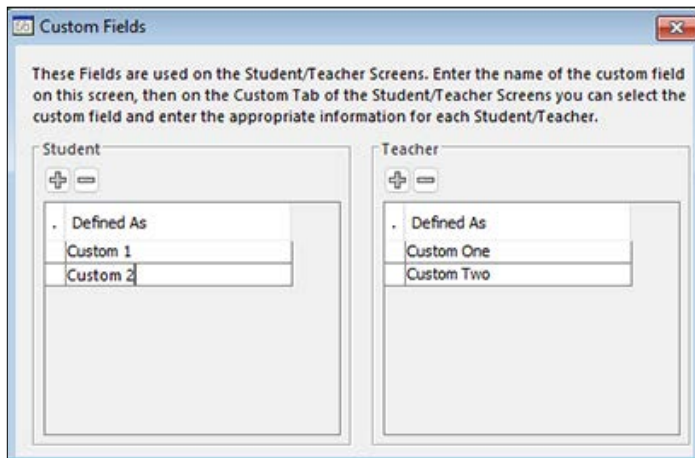 Custom Fields
These Fields are used on the Student/Teacher Screens. Enter the name of the custom field
on this screen, then on the Custom Tab of the Student/Teacher Screens you can select the
custom field and enter the appropriate information for each Student/Teacher.
Student
. Defined As
Custom 1
Custom 2
Teacher
. Defined As
Custom One
Custom Two